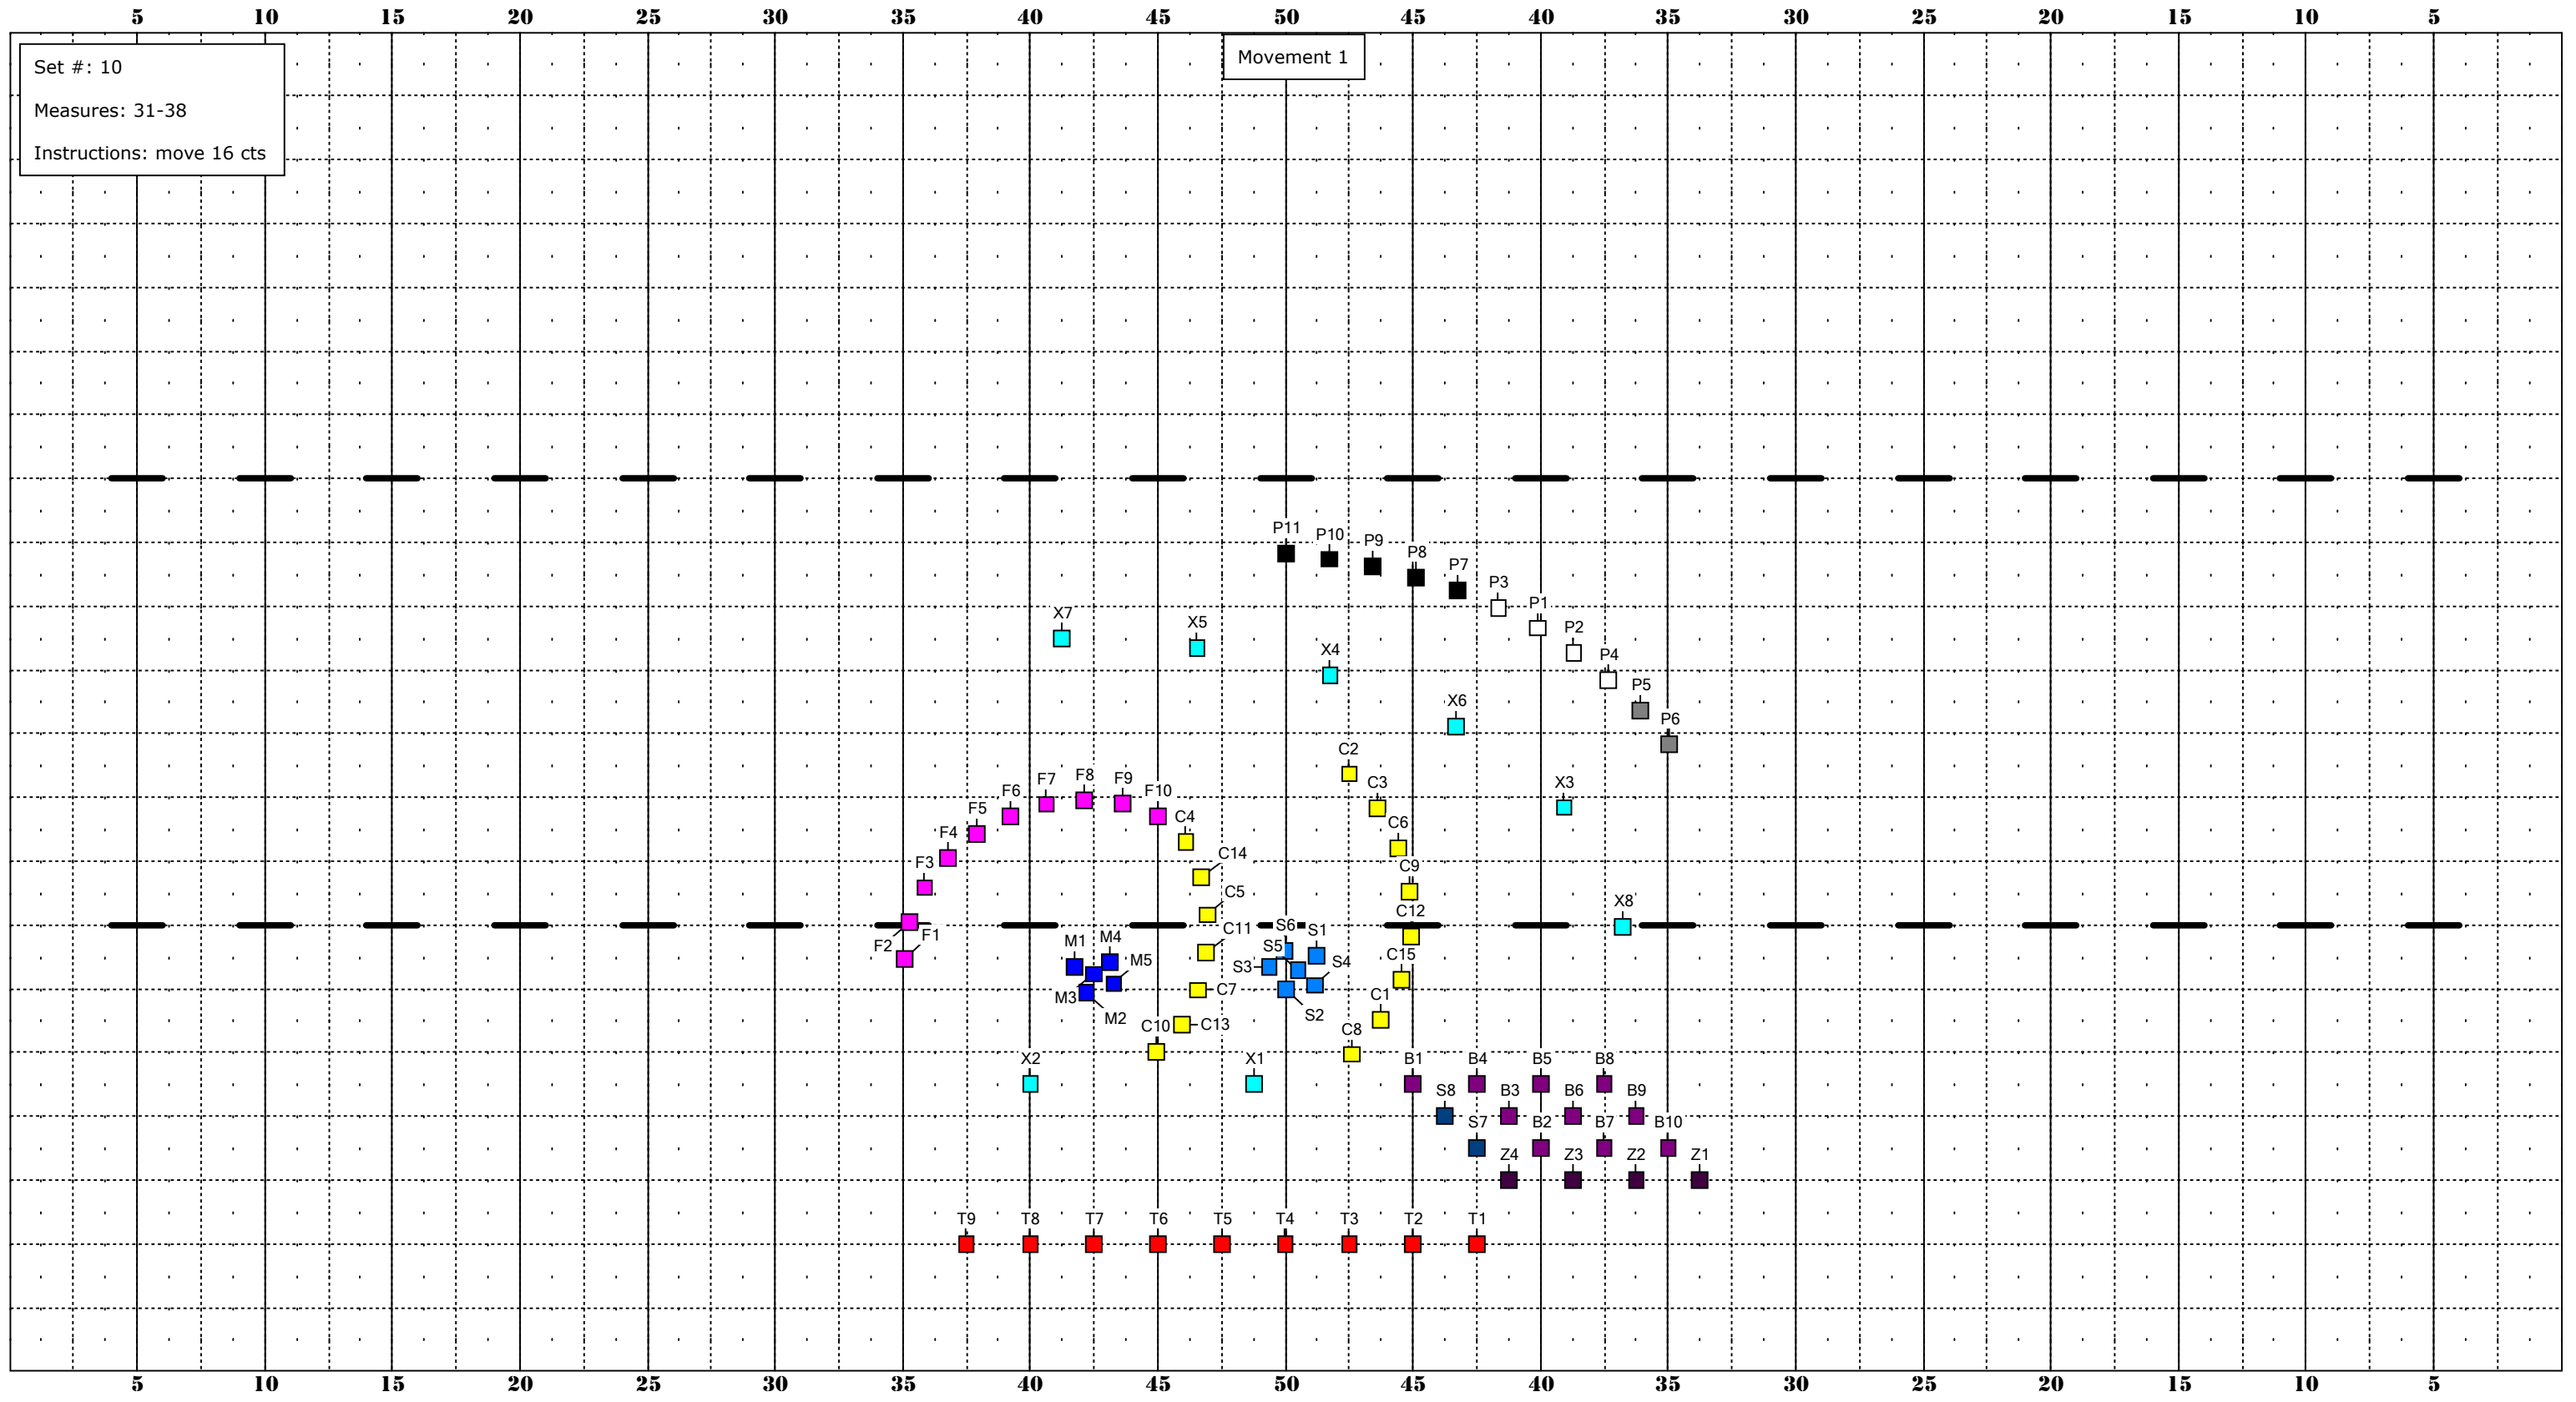 5 10 15 20 25 30 35 40 45 50 45 40 35 30 25 20 15 10 5
Set #: 10
Measures: 31-38
Instructions: move 16 cts
Movement 1
P11 P10 P9 P8 P7 P3 P1 P2 P4 P5 P6
X7 X5 X4 X6 X3 X8
C2 C3 C6 C9 C12 C15 C1 C8
F10 F9 F8 F7 F6 F5 F4 F3 F2 F1
C4 C14 C5 C11 C7 C13 C10
M1 M4 M5 M3 M2
S6 S1 S5 S3 S4 S2
X2 X1
B1 B4 B5 B8
S8 B3 B6 B9
S7 B2 B7 B10
Z4 Z3 Z2 Z1
T9 T8 T7 T6 T5 T4 T3 T2 T1
5 10 15 20 25 30 35 40 45 50 45 40 35 30 25 20 15 10 5